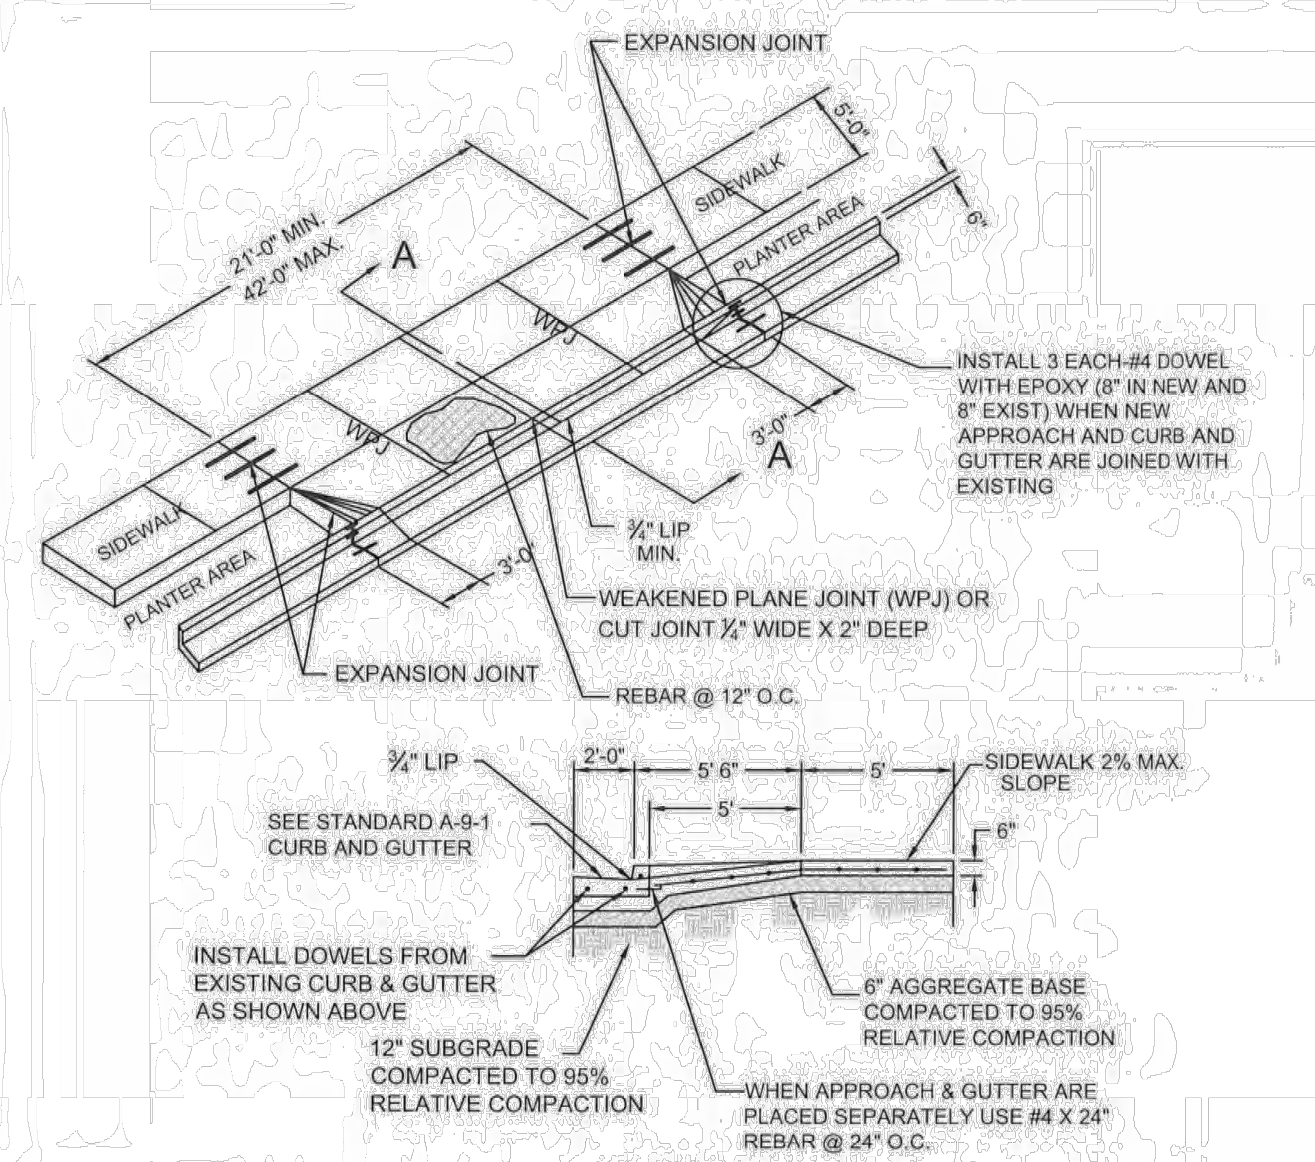 EXPANSION JOINT
5'-0"
SIDEWALK
6"
PLANTER AREA
21'-0" MIN.
42'-0" MAX.
A
WPJ
INSTALL 3 EACH-#4 DOWEL
WITH EPOXY (8" IN NEW AND
8" EXIST) WHEN NEW
APPROACH AND CURB AND
GUTTER ARE JOINED WITH
EXISTING
3'-0"
A
WPJ
SIDEWALK
PLANTER AREA
3'-0"
¾" LIP
MIN.
WEAKENED PLANE JOINT (WPJ) OR
CUT JOINT ¼" WIDE X 2" DEEP
EXPANSION JOINT
REBAR @ 12" O.C.
¾" LIP
2'-0"
5' 6"
5'
SIDEWALK 2% MAX.
SLOPE
5'
SEE STANDARD A-9-1
CURB AND GUTTER
6"
INSTALL DOWELS FROM
EXISTING CURB & GUTTER
AS SHOWN ABOVE
6" AGGREGATE BASE
COMPACTED TO 95%
RELATIVE COMPACTION
12" SUBGRADE
COMPACTED TO 95%
RELATIVE COMPACTION
WHEN APPROACH & GUTTER ARE
PLACED SEPARATELY USE #4 X 24"
REBAR @ 24" O.C.